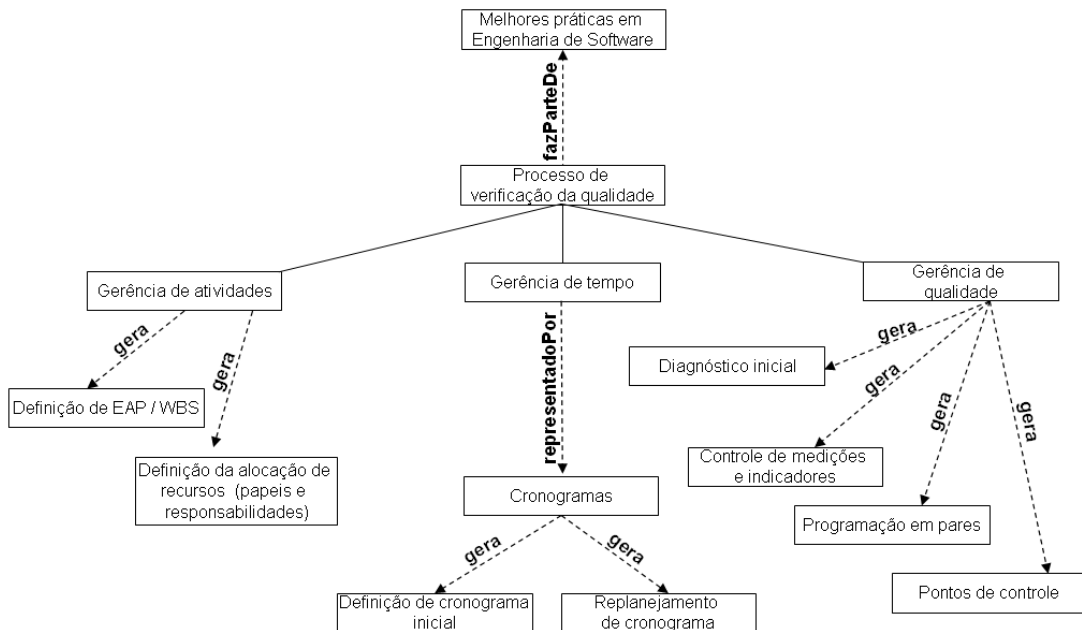 Melhores práticas em
Engenharia de Software
fazParteDe
Processo de
verificação da qualidade
Gerência de atividades
Gerência de tempo
Gerência de
qualidade
gera
gera
representadoPor
gera
gera
gera
gera
Diagnóstico inicial
Definição de EAP / WBS
Controle de medições
e indicadores
Definição da alocação de
recursos (papeis e
responsabilidades)
Cronogramas
Programação em pares
gera
gera
Pontos de controle
Definição de cronograma
inicial
Replanejamento
de cronograma